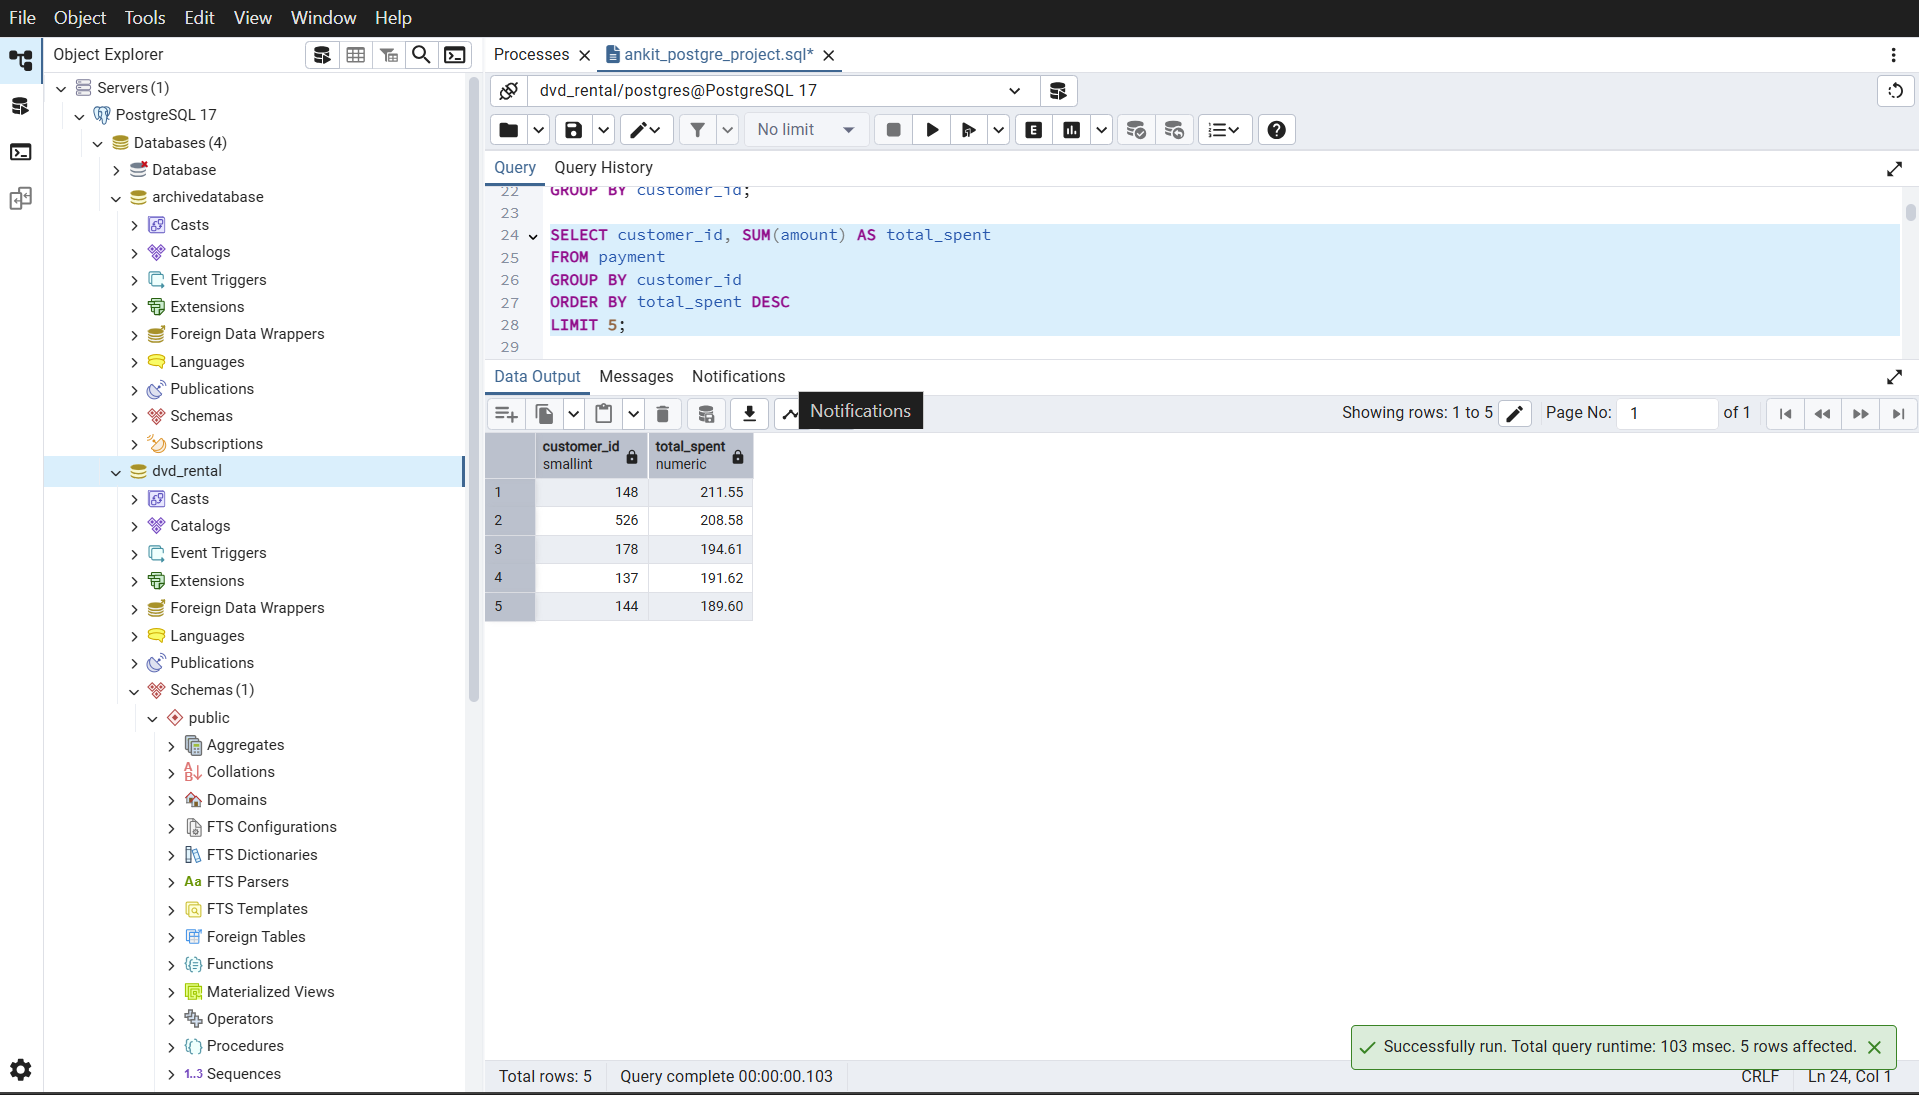 File Object Tools Edit View Window Help
Object Explorer
Servers (1)
PostgreSQL 17
Databases (4)
Database
archivedatabase
Casts
Catalogs
Event Triggers
Extensions
Foreign Data Wrappers
Languages
Publications
Schemas
Subscriptions
dvd_rental
Casts
Catalogs
Event Triggers
Extensions
Foreign Data Wrappers
Languages
Publications
Schemas (1)
public
Aggregates
Collations
Domains
FTS Configurations
FTS Dictionaries
Aa FTS Parsers
FTS Templates
Foreign Tables
Functions
Materialized Views
Operators
Procedures
1..3 Sequences
Processes ankit_postgre_project.sql*
dvd_rental/postgres@PostgreSQL 17
No limit E
Query Query History
22 GROUP BY customer_id;
23
24 SELECT customer_id, SUM(amount) AS total_spent
25 FROM payment
26 GROUP BY customer_id
27 ORDER BY total_spent DESC
28 LIMIT 5;
29
Data Output Messages Notifications
Notifications
Showing rows: 1 to 5 Page No: 1 of 1
customer_id total_spent
smallint numeric
1 148 211.55
2 526 208.58
3 178 194.61
4 137 191.62
5 144 189.60
Successfully run. Total query runtime: 103 msec. 5 rows affected.
Total rows: 5 Query complete 00:00:00.103 CRLF Ln 24, Col 1